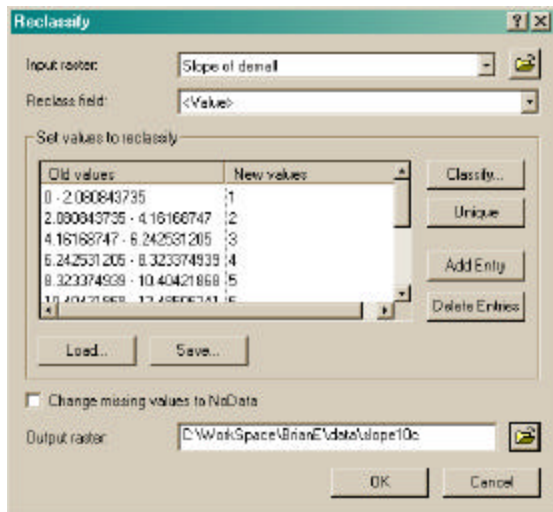 Reclassify
Input raster: Slope of demall
Reclass field: <Value>
Set values to reclassify
Old values New values
0 - 2.080843735 1
2.080843735 - 4.16168747 2
4.16168747 - 6.242531205 3
6.242531205 - 8.323374939 4
8.323374939 - 10.40421868 5
Classify...
Unique
Add Entry
Delete Entries
Load... Save...
Change missing values to NoData
Output raster: C:\WorkSpace\BrianE\data\slope10c
OK Cancel